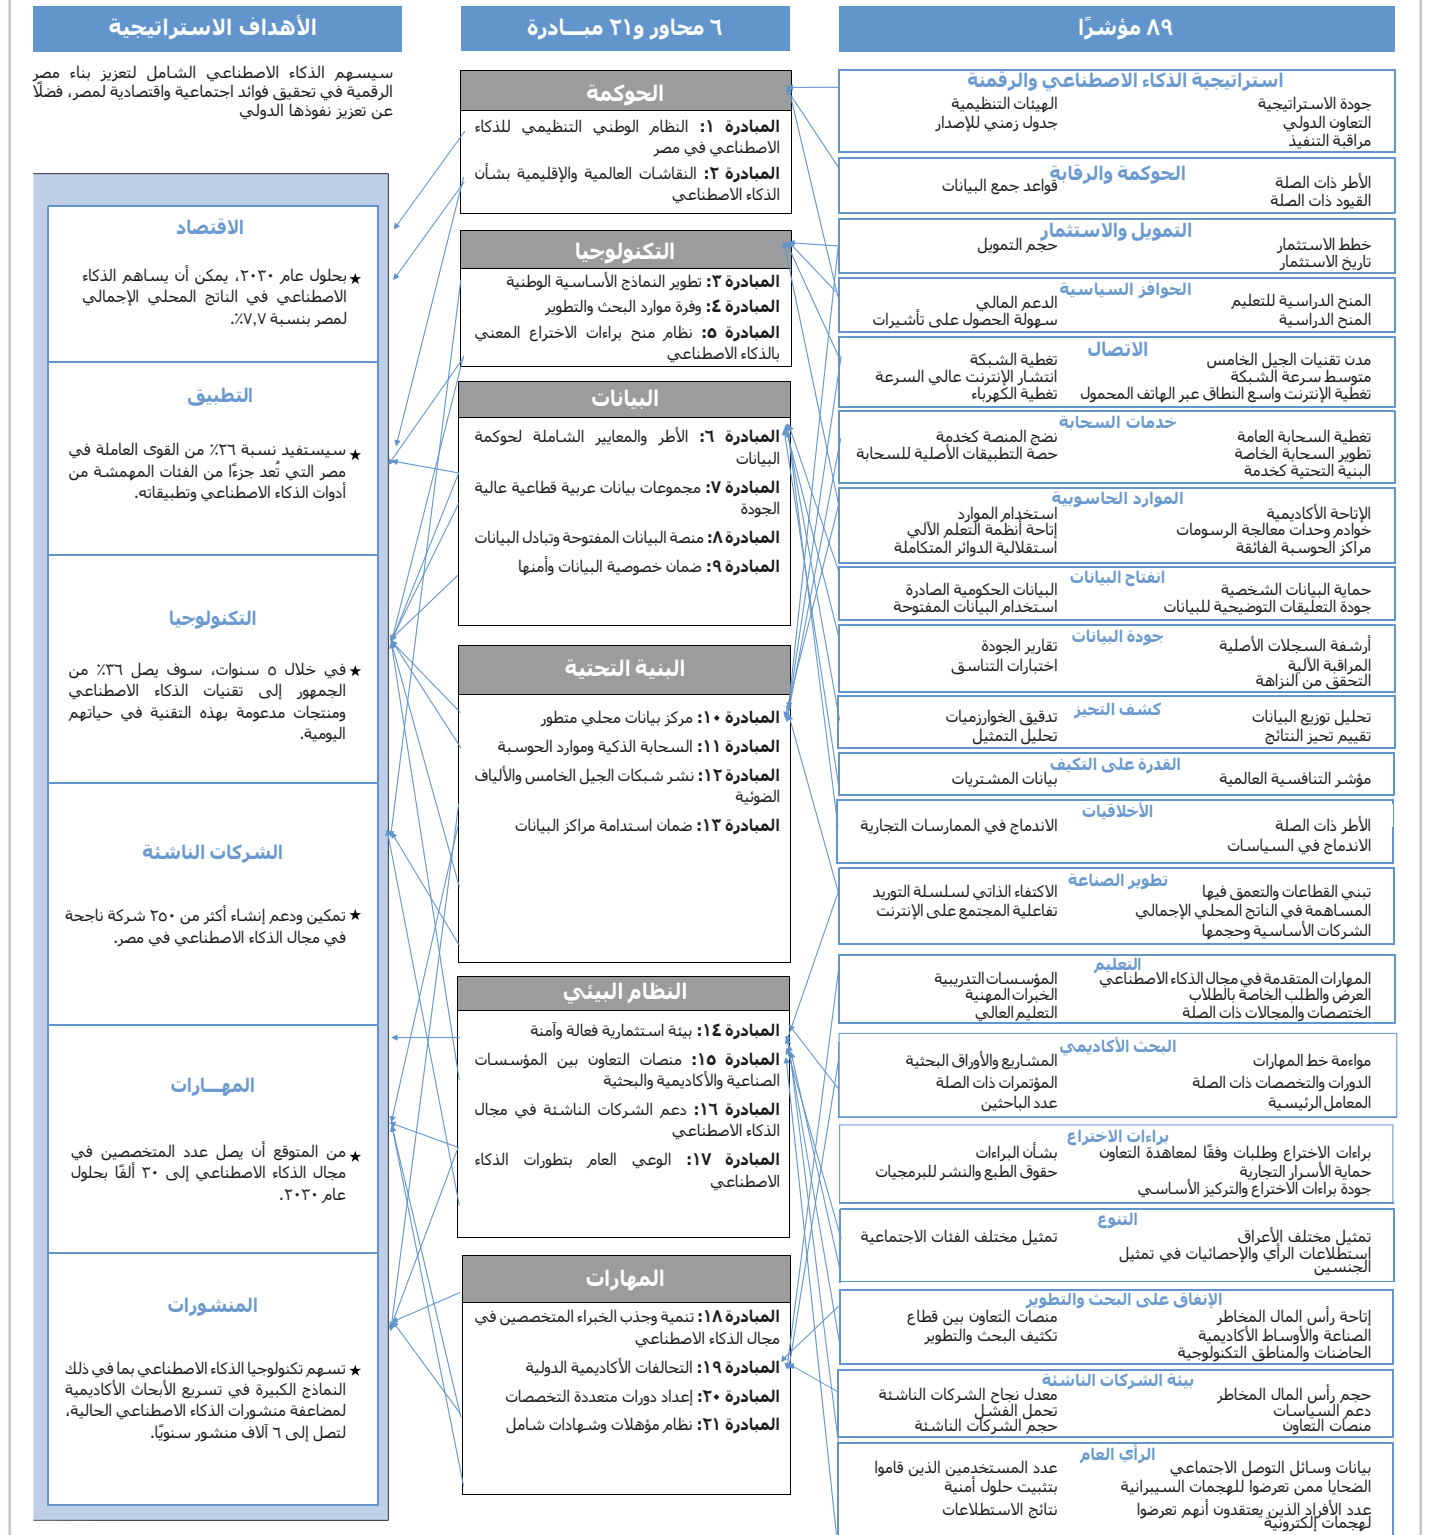 ٨٩ مؤشرًا
استراتيجية الذكاء الاصطناعي والرقمنة
جودة الاستراتيجية
التعاون الدولي
مراقبة التنفيذ
الهيئات التنظيمية
جدول زمني للإصدار
الحوكمة والرقابة
الأطر ذات الصلة
القيود ذات الصلة
قواعد جمع البيانات
التمويل والاستثمار
خطط الاستثمار
تاريخ الاستثمار
حجم التمويل
الحوافز السياسية
المنح الدراسية للتعليم
المنح الدراسية
الدعم المالي
سهولة الحصول على تأشيرات
الاتصال
مدن تقنيات الجيل الخامس
متوسط سرعة الشبكة
تغطية الإنترنت واسع النطاق عبر الهاتف المحمول
تغطية الشبكة
انتشار الإنترنت عالي السرعة
تغطية الكهرباء
خدمات السحابة
تغطية السحابة العامة
تطوير السحابة الخاصة
البنية التحتية كخدمة
نضج المنصة كخدمة
حصة التطبيقات الأصلية للسحابة
الموارد الحاسوبية
الإتاحة الأكاديمية
خوادم وحدات معالجة الرسومات
مراكز الحوسبة الفائقة
استخدام الموارد
إتاحة أنظمة التعلم الآلي
استقلالية الدوائر المتكاملة
انفتاح البيانات
حماية البيانات الشخصية
جودة التعليقات التوضيحية للبيانات
البيانات الحكومية الصادرة
استخدام البيانات المفتوحة
جودة البيانات
أرشفة السجلات الأصلية
المراقبة الآلية
التحقق من النزاهة
تقارير الجودة
اختبارات التناسق
كشف التحيز
تحليل توزيع البيانات
تقييم تحيز النتائج
تدقيق الخوارزميات
تحليل التمثيل
القدرة على التكيف
مؤشر التنافسية العالمية
بيانات المشتريات
الأخلاقيات
الأطر ذات الصلة
الاندماج في السياسات
الاندماج في الممارسات التجارية
تطوير الصناعة
تبني القطاعات والتعمق فيها
المساهمة في الناتج المحلي الإجمالي
الشركات الأساسية وحجمها
الاكتفاء الذاتي لسلسلة التوريد
تفاعلية المجتمع على الإنترنت
التعليم
المهارات المتقدمة في مجال الذكاء الاصطناعي
العرض والطلب الخاصة بالطلاب
الختصصات والمجالات ذات الصلة
المؤسسات التدريبية
الخبرات المهنية
التعليم العالي
البحث الأكاديمي
مواءمة خط المهارات
الدورات والتخصصات ذات الصلة
المعامل الرئيسية
المشاريع والأوراق البحثية
المؤتمرات ذات الصلة
عدد الباحثين
براءات الاختراع
براءات الاختراع وطلبات وفقًا لمعاهدة التعاون
حماية الأسرار التجارية
جودة براءات الاختراع والتركيز الأساسي
بشأن البراءات
حقوق الطبع والنشر للبرمجيات
التنوع
تمثيل مختلف الأعراق
إستطلاعات الرأي والإحصائيات في تمثيل
الجنسين
تمثيل مختلف الفئات الاجتماعية
الإنفاق على البحث والتطوير
إتاحة رأس المال المخاطر
الصناعة والأوساط الأكاديمية
الحاضنات والمناطق التكنولوجية
منصات التعاون بين قطاع
تكثيف البحث والتطوير
بيئة الشركات الناشئة
حجم رأس المال المخاطر
دعم السياسات
منصات التعاون
معدل نجاح الشركات الناشئة
تحمل الفشل
حجم الشركات الناشئة
الرأي العام
بيانات وسائل التوصل الاجتماعي
الضحايا ممن تعرضوا للهجمات السيبرانية
عدد الأفراد الذين يعتقدون أنهم تعرضوا
لهجمات إلكترونية
عدد المستخدمين الذين قاموا
بتثبيت حلول أمنية
نتائج الاستطلاعات
٦ محاور و٢١ مبـــادرة
الحوكمة
المبادرة ١: النظام الوطني التنظيمي للذكاء
الاصطناعي في مصر
المبادرة ٢: النقاشات العالمية والإقليمية بشأن
الذكاء الاصطناعي
التكنولوجيا
المبادرة ٣: تطوير النماذج الأساسية الوطنية
المبادرة ٤: وفرة موارد البحث والتطوير
المبادرة ٥: نظام منح براءات الاختراع المعني
بالذكاء الاصطناعي
البيانات
المبادرة ٦: الأطر والمعايير الشاملة لحوكمة
البيانات
المبادرة ٧: مجموعات بيانات عربية قطاعية عالية
الجودة
المبادرة ٨: منصة البيانات المفتوحة وتبادل البيانات
المبادرة ٩: ضمان خصوصية البيانات وأمنها
البنية التحتية
المبادرة ١٠: مركز بيانات محلي متطور
المبادرة ١١: السحابة الذكية وموارد الحوسبة
المبادرة ١٢: نشر شبكات الجيل الخامس والألياف
الضوئية
المبادرة ١٣: ضمان استدامة مراكز البيانات
النظام البيئي
المبادرة ١٤: بيئة استثمارية فعالة وآمنة
المبادرة ١٥: منصات التعاون بين المؤسسات
الصناعية والأكاديمية والبحثية
المبادرة ١٦: دعم الشركات الناشئة في مجال
الذكاء الاصطناعي
المبادرة ١٧: الوعي العام بتطورات الذكاء
الاصطناعي
المهارات
المبادرة ١٨: تنمية وجذب الخبراء المتخصصين في
مجال الذكاء الاصطناعي
المبادرة ١٩: التحالفات الأكاديمية الدولية
المبادرة ٢٠: إعداد دورات متعددة التخصصات
المبادرة ٢١: نظام مؤهلات وشهادات شامل
الأهداف الاستراتيجية
سيسهم الذكاء الاصطناعي الشامل لتعزيز بناء مصر
الرقمية في تحقيق فوائد اجتماعية واقتصادية لمصر، فضلًا
عن تعزيز نفوذها الدولي
الاقتصاد
★ بحلول عام ٢٠٣٠، يمكن أن يساهم الذكاء
الاصطناعي في الناتج المحلي الإجمالي
لمصر بنسبة ٧,٧٪.
التطبيق
★ سيستفيد نسبة ٢٦٪ من القوى العاملة في
مصر التي تُعد جزءًا من الفئات المهمشة من
أدوات الذكاء الاصطناعي وتطبيقاته.
التكنولوجيا
★ في خلال ٥ سنوات، سوف يصل ٣٦٪ من
الجمهور إلى تقنيات الذكاء الاصطناعي
ومنتجات مدعومة بهذه التقنية في حياتهم
اليومية.
الشركات الناشئة
★ تمكين ودعم إنشاء أكثر من ٢٥٠ شركة ناجحة
في مجال الذكاء الاصطناعي في مصر.
المهـــارات
★ من المتوقع أن يصل عدد المتخصصين في
مجال الذكاء الاصطناعي إلى ٣٠ ألفًا بحلول
عام ٢٠٣٠.
المنشورات
★ تسهم تكنولوجيا الذكاء الاصطناعي بما في ذلك
النماذج الكبيرة في تسريع الأبحاث الأكاديمية
لمضاعفة منشورات الذكاء الاصطناعي الحالية،
لتصل إلى ٦ آلاف منشور سنويًا.